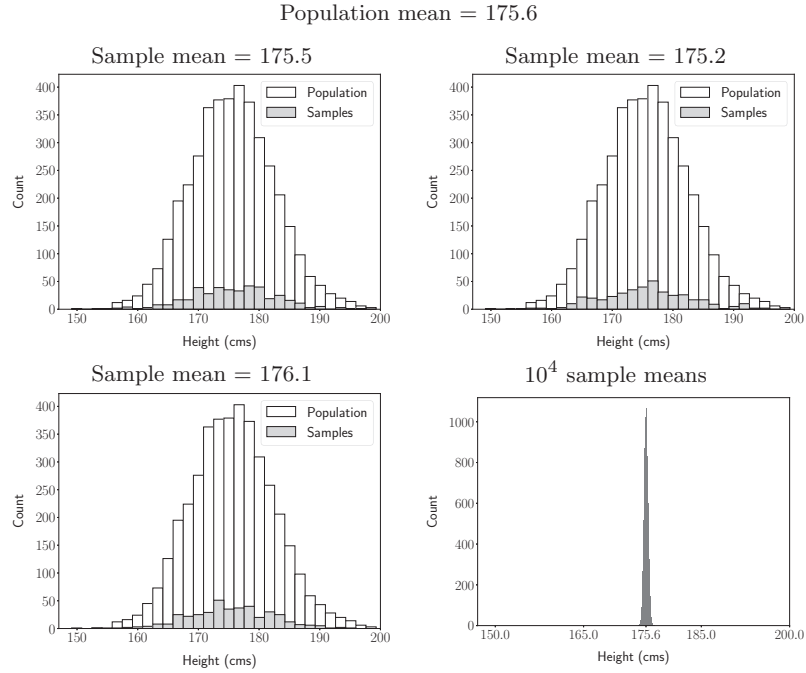 Population mean = 175.6
Sample mean = 175.5
400
350
300
250
200
150
100
50
0
Count
Population
Samples
150 160 170 180 190 200
Height (cms)
Sample mean = 175.2
400
350
300
250
200
150
100
50
0
Count
Population
Samples
150 160 170 180 190 200
Height (cms)
Sample mean = 176.1
400
350
300
250
200
150
100
50
0
Count
Population
Samples
150 160 170 180 190 200
Height (cms)
10⁴ sample means
1000
800
600
400
200
0
Count
150.0 165.0 175.6 185.0 200.0
Height (cms)